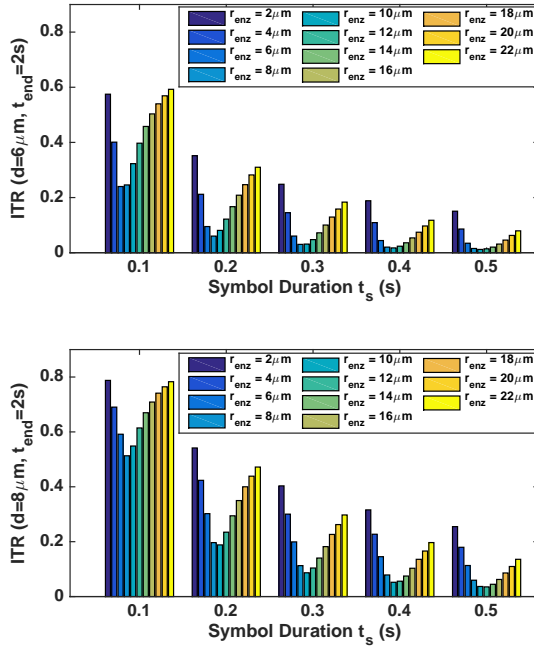 0.8
0.6
0.4
0.2
0
ITR (d=6μm, t_end=2s)
r_enz = 2μm
r_enz = 4μm
r_enz = 6μm
r_enz = 8μm
r_enz = 10μm
r_enz = 12μm
r_enz = 14μm
r_enz = 16μm
r_enz = 18μm
r_enz = 20μm
r_enz = 22μm
0.1 0.2 0.3 0.4 0.5
Symbol Duration t_s (s)
0.8
0.6
0.4
0.2
0
ITR (d=8μm, t_end=2s)
r_enz = 2μm
r_enz = 4μm
r_enz = 6μm
r_enz = 8μm
r_enz = 10μm
r_enz = 12μm
r_enz = 14μm
r_enz = 16μm
r_enz = 18μm
r_enz = 20μm
r_enz = 22μm
0.1 0.2 0.3 0.4 0.5
Symbol Duration t_s (s)